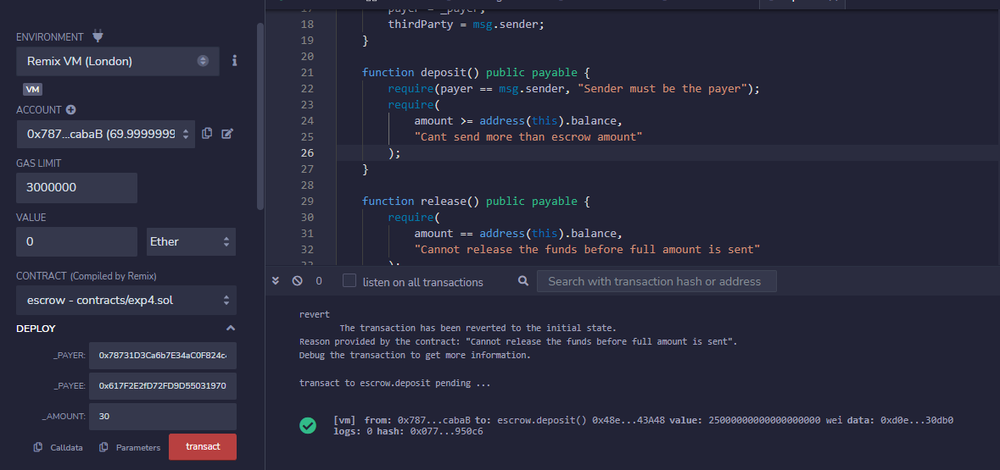 ENVIRONMENT
Remix VM (London)
VM
ACCOUNT
0x787...cabaB (69.9999999
GAS LIMIT
3000000
VALUE
0
Ether
CONTRACT (Compiled by Remix)
escrow - contracts/exp4.sol
DEPLOY
_PAYER:
0x78731D3Ca6b7E34aC0F824c
_PAYEE:
0x617F2E2fD72FD9D55031970
_AMOUNT:
30
Calldata
Parameters
transact
17 payer = _payer;
18 thirdParty = msg.sender;
19 }
20
21 function deposit() public payable {
22 require(payer == msg.sender, "Sender must be the payer");
23 require(
24 amount >= address(this).balance,
25 "Cant send more than escrow amount"
26 );
27 }
28
29 function release() public payable {
30 require(
31 amount == address(this).balance,
32 "Cannot release the funds before full amount is sent"
33 );
0
listen on all transactions
Search with transaction hash or address
revert
The transaction has been reverted to the initial state.
Reason provided by the contract: "Cannot release the funds before full amount is sent".
Debug the transaction to get more information.
transact to escrow.deposit pending ...
[vm] from: 0x787...cabaB to: escrow.deposit() 0x48e...43A48 value: 25000000000000000000 wei data: 0xd0e...30db0
logs: 0 hash: 0x077...950c6